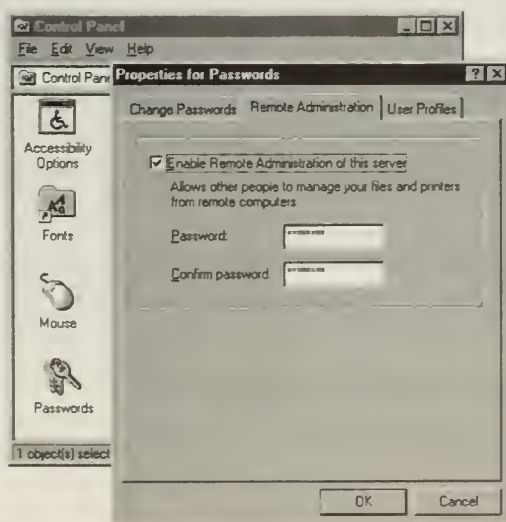 Control Panel
File Edit View Help
Control Pane
Properties for Passwords
Change Passwords Remote Administration User Profiles
Enable Remote Administration of this server
Allows other people to manage your files and printers
from remote computers
Password:
Confirm password
Accessibility
Options
Fonts
Mouse
Passwords
1 object(s) select
OK Cancel